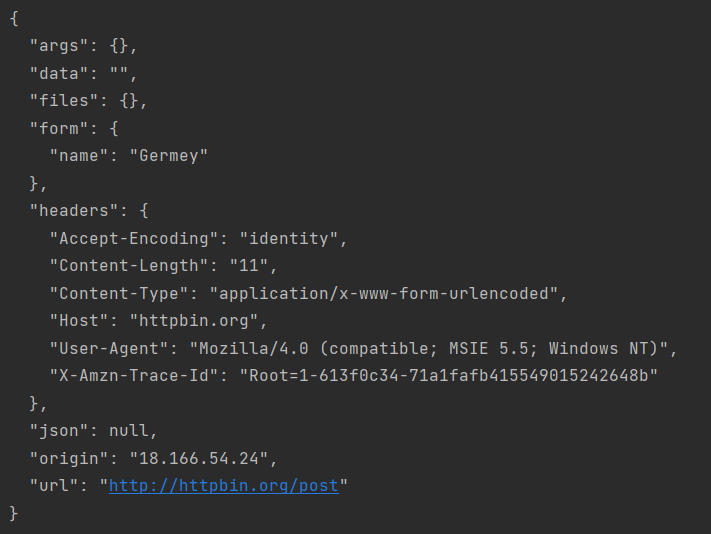 {
  "args": {},
  "data": "",
  "files": {},
  "form": {
    "name": "Germey"
  },
  "headers": {
    "Accept-Encoding": "identity",
    "Content-Length": "11",
    "Content-Type": "application/x-www-form-urlencoded",
    "Host": "httpbin.org",
    "User-Agent": "Mozilla/4.0 (compatible; MSIE 5.5; Windows NT)",
    "X-Amzn-Trace-Id": "Root=1-613f0c34-71a1fafb415549015242648b"
  },
  "json": null,
  "origin": "18.166.54.24",
  "url": "http://httpbin.org/post"
}